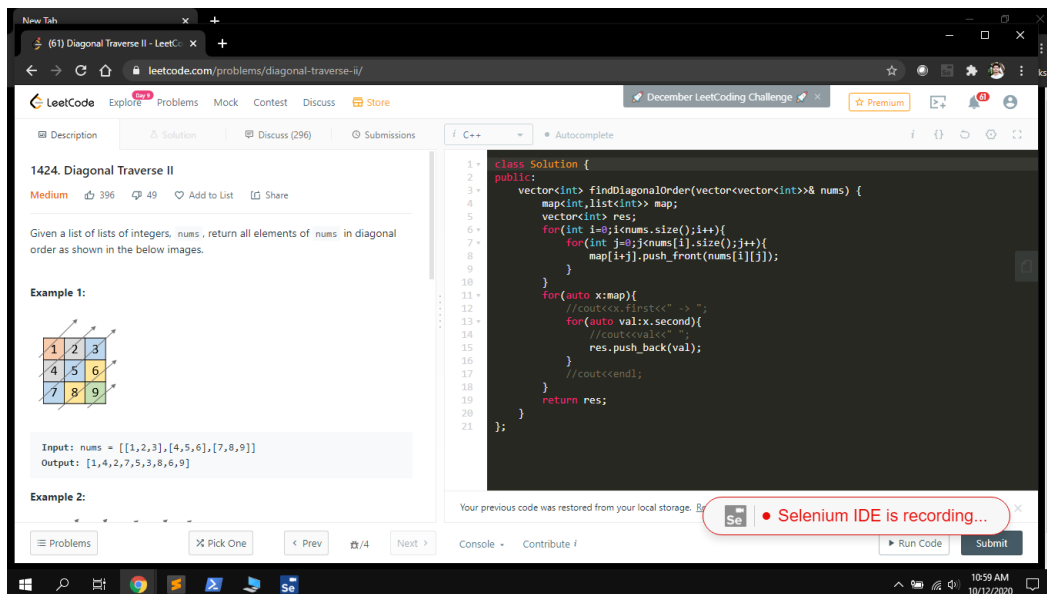 New Tab
(61) Diagonal Traverse II - LeetCo
leetcode.com/problems/diagonal-traverse-ii/
ks
LeetCode Explore Day 9 Problems Mock Contest Discuss Store
December LeetCoding Challenge
Premium
61
Description Solution Discuss (296) Submissions
i C++ Autocomplete
1424. Diagonal Traverse II
Medium 396 49 Add to List Share
Given a list of lists of integers, nums , return all elements of nums in diagonal
order as shown in the below images.
Example 1:
1 2 3
4 5 6
7 8 9
Input: nums = [[1,2,3],[4,5,6],[7,8,9]]
Output: [1,4,2,7,5,3,8,6,9]
Example 2:
Problems Pick One Prev /4 Next
1 class Solution {
2 public:
3 vector<int> findDiagonalOrder(vector<vector<int>>& nums) {
4 map<int,list<int>> map;
5 vector<int> res;
6 for(int i=0;i<nums.size();i++){
7 for(int j=0;j<nums[i].size();j++){
8 map[i+j].push_front(nums[i][j]);
9 }
10 }
11 for(auto x:map){
12 //cout<<x.first<<" -> ";
13 for(auto val:x.second){
14 //cout<<val<<" ";
15 res.push_back(val);
16 }
17 //cout<<endl;
18 }
19 return res;
20 }
21 };
Your previous code was restored from your local storage.
Se Selenium IDE is recording...
Console Contribute i
Run Code Submit
Se
10:59 AM
10/12/2020